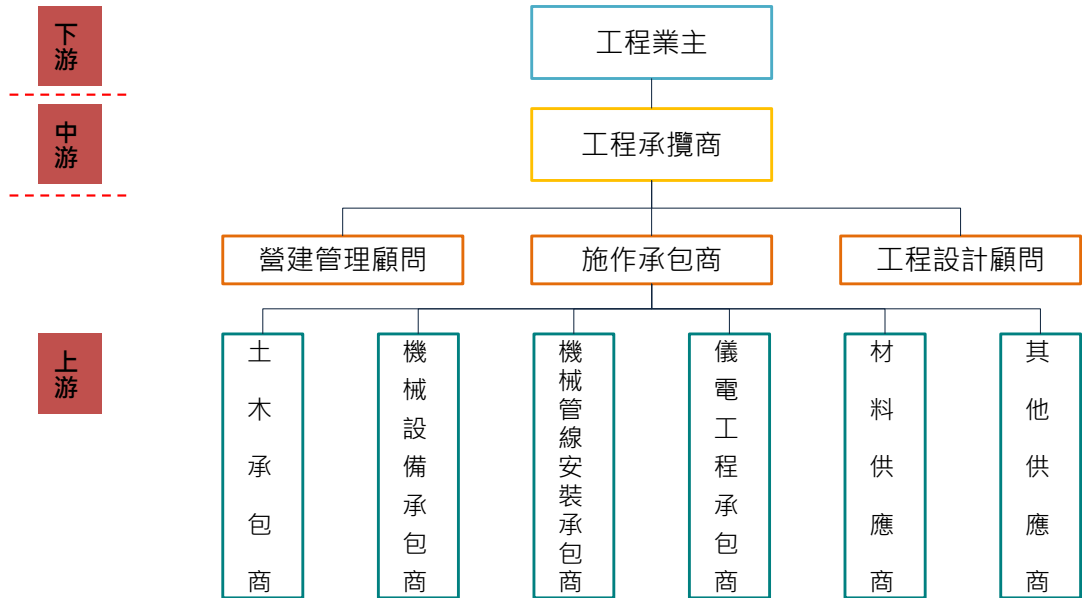 下游
工程業主
中游
工程承攬商
營建管理顧問
施作承包商
工程設計顧問
上游
土木承包商
機械設備承包商
機械管線安裝承包商
儀電工程承包商
材料供應商
其他供應商